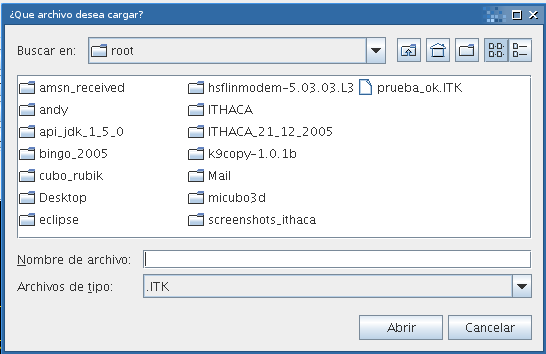 ¿Que archivo desea cargar?
Buscar en: root
amsn_received
andy
api_jdk_1_5_0
bingo_2005
cubo_rubik
Desktop
eclipse
hsflinmodem-5.03.03.L3
ITHACA
ITHACA_21_12_2005
k9copy-1.0.1b
Mail
micubo3d
screenshots_ithaca
prueba_ok.ITK
Nombre de archivo:
Archivos de tipo: .ITK
Abrir Cancelar